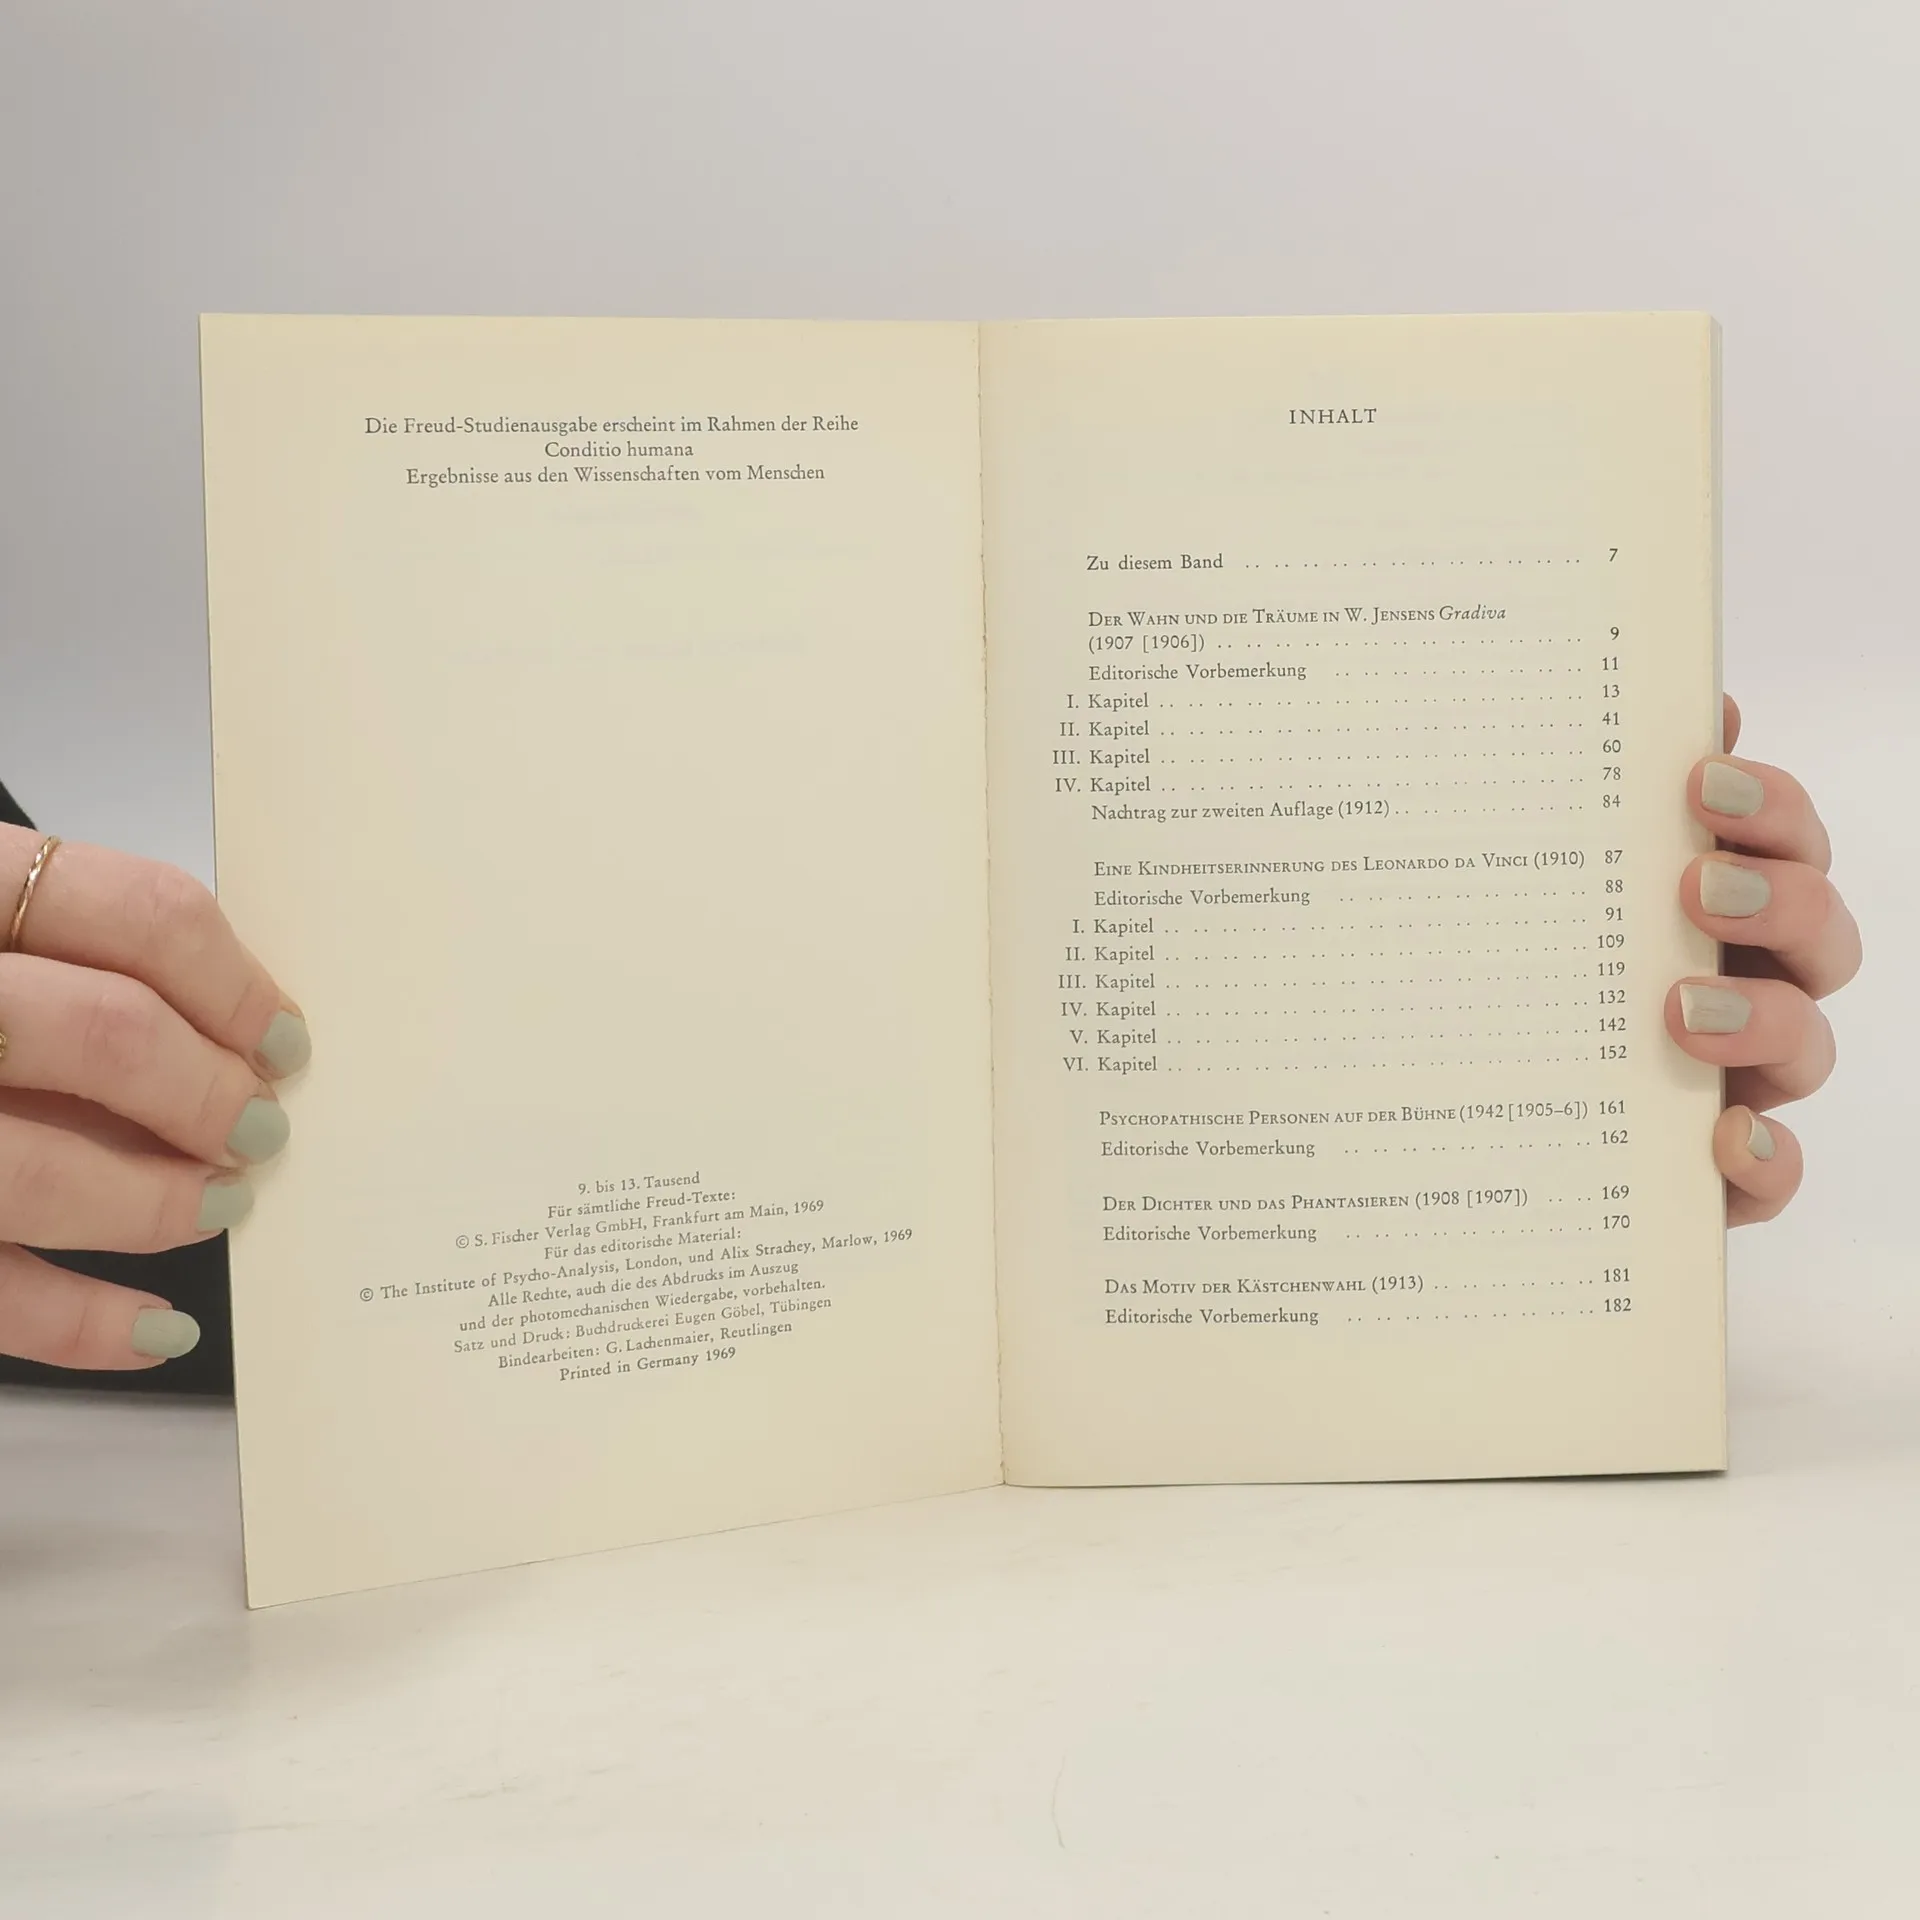 Die Freud-Studienausgabe erscheint im Rahmen der Reihe
Conditio humana
Ergebnisse aus den Wissenschaften vom Menschen
9. bis 13. Tausend
Für sämtliche Freud-Texte:
© S. Fischer Verlag GmbH, Frankfurt am Main, 1969
Für das editorische Material:
© The Institute of Psycho-Analysis, London, und Alix Strachey, Marlow, 1969
Alle Rechte, auch die des Abdrucks im Auszug
und der photomechanischen Wiedergabe, vorbehalten.
Satz und Druck: Buchdruckerei Eugen Göbel, Tübingen
Bindearbeiten: G. Lachenmaier, Reutlingen
Printed in Germany 1969
INHALT
Zu diesem Band .. .. .. .. .. .. .. .. .. .. .. .. 7
DER WAHN UND DIE TRÄUME IN W. JENSENS Gradiva
(1907 [1906]) .. .. .. .. .. .. .. .. .. .. .. .. .. 9
Editorische Vorbemerkung .. .. .. .. .. .. .. .. .. 11
I. Kapitel .. .. .. .. .. .. .. .. .. .. .. .. .. .. .. 13
II. Kapitel .. .. .. .. .. .. .. .. .. .. .. .. .. .. .. 41
III. Kapitel .. .. .. .. .. .. .. .. .. .. .. .. .. .. .. 60
IV. Kapitel .. .. .. .. .. .. .. .. .. .. .. .. .. .. .. 78
Nachtrag zur zweiten Auflage (1912) .. .. .. .. .. .. .. 84
EINE KINDHEITSERINNERUNG DES LEONARDO DA VINCI (1910) 87
Editorische Vorbemerkung .. .. .. .. .. .. .. .. .. 88
I. Kapitel .. .. .. .. .. .. .. .. .. .. .. .. .. .. .. 91
II. Kapitel .. .. .. .. .. .. .. .. .. .. .. .. .. .. .. 109
III. Kapitel .. .. .. .. .. .. .. .. .. .. .. .. .. .. .. 119
IV. Kapitel .. .. .. .. .. .. .. .. .. .. .. .. .. .. .. 132
V. Kapitel .. .. .. .. .. .. .. .. .. .. .. .. .. .. .. 142
VI. Kapitel .. .. .. .. .. .. .. .. .. .. .. .. .. .. .. 152
PSYCHOPATHISCHE PERSONEN AUF DER BÜHNE (1942 [1905–6]) 161
Editorische Vorbemerkung .. .. .. .. .. .. .. .. .. 162
DER DICHTER UND DAS PHANTASIEREN (1908 [1907]) .. .. 169
Editorische Vorbemerkung .. .. .. .. .. .. .. .. .. 170
DAS MOTIV DER KÄSTCHENWAHL (1913) .. .. .. .. .. .. 181
Editorische Vorbemerkung .. .. .. .. .. .. .. .. .. 182